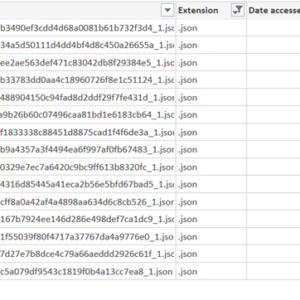 Extension Date accesse
b3490ef3cdd4d68a0081b61b732f3d4_1.jsc .json
34a5d50111d4dd4bf4d8c450a26655a_1.jsc .json
ee2ae563def471c83042db8f29384e5_1.jsc .json
b33783dd0aa4c18960726f8e1c51124_1.jsc .json
488904150c94fad8d2ddf29f7fe431d_1.jsc .json
a9b26b60c07496caa81bd1e6183cb64_1.jsc .json
f1833338c88451d8875cad1f4f6de3a_1.jsc .json
b9a4357a3f4494ea6f997af0fb67483_1.jsc .json
0329e7ec7a6420c9bc9ff613b8320fc_1.jsc .json
4316d85445a41eca2b56e5bfd67bad5_1.jsc .json
cff8a0a42af4a4898aa634d6c8cb526_1.jsc .json
167b7924ee146d286e498def7ca1dc9_1.jsc .json
1f55039f80f4717a37767da4a9776e0_1.jsc .json
7d27e7b8dce4c79a66aeddd2926c61f_1.jsc .json
c5a079df9543c1819f0b4a13cc7ea8_1.jsor .json